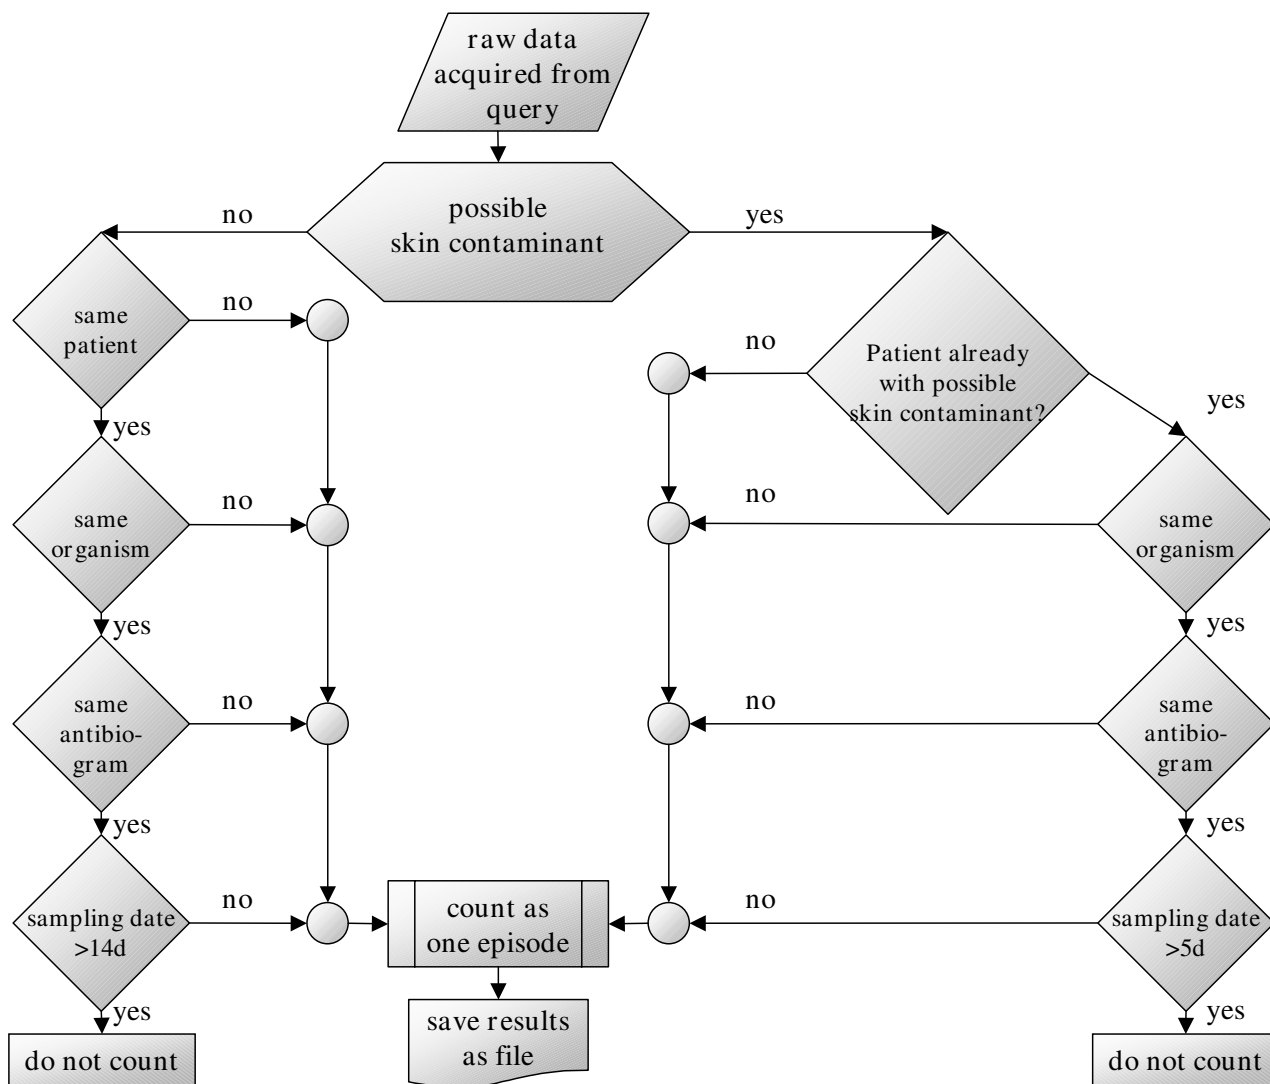 raw data
acquired from
query
possible
skin contaminant
no
yes
same
patient
no
no
Patient already
with possible
skin contaminant?
yes
yes
same
organism
no
no
same
organism
yes
yes
same
antibio-
gram
no
no
same
antibio-
gram
yes
yes
sampling date
>14d
no
count as
one episode
no
sampling date
>5d
yes
yes
do not count
save results
as file
do not count